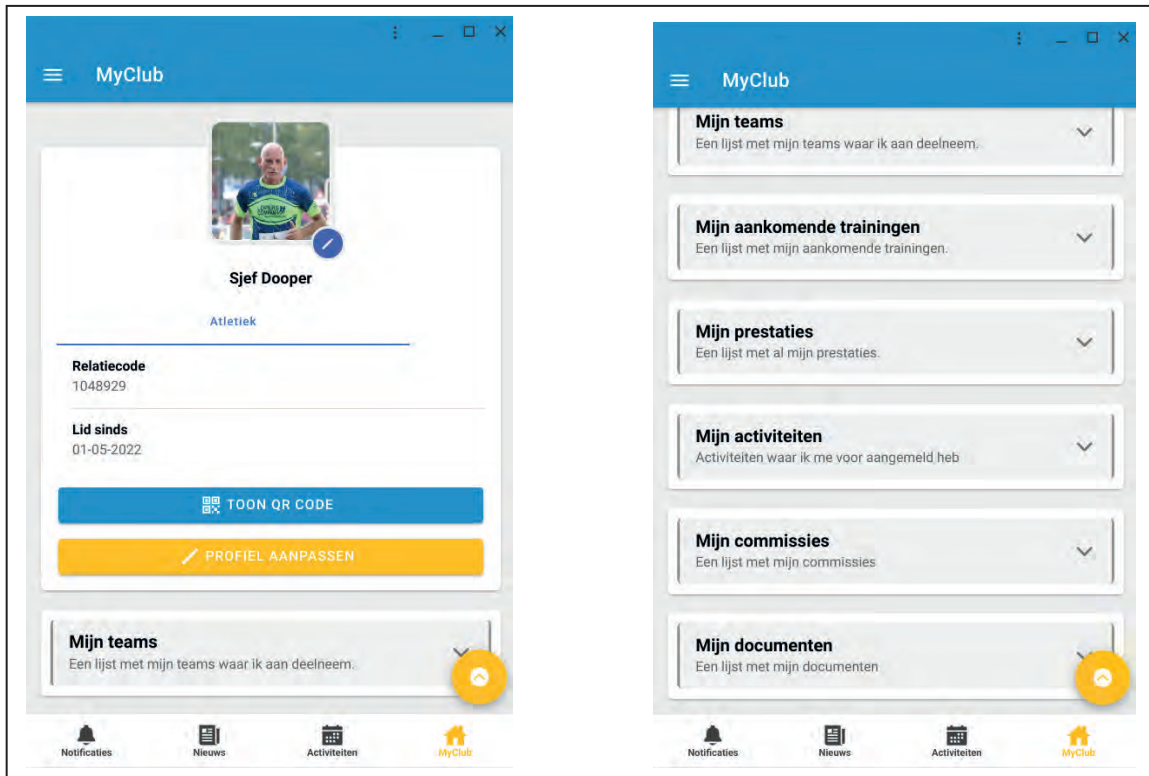 MyClub
Sjef Dooper
Atletiek
Relatiecode
1048929
Lid sinds
01-05-2022
TOON QR CODE
PROFIEL AANPASSEN
Mijn teams
Een lijst met mijn teams waar ik aan deelneem.
Notificaties
Nieuws
Activiteiten
MyClub
MyClub
Mijn teams
Een lijst met mijn teams waar ik aan deelneem.
Mijn aankomende trainingen
Een lijst met mijn aankomende trainingen.
Mijn prestaties
Een lijst met al mijn prestaties.
Mijn activiteiten
Activiteiten waar ik me voor aangemeld heb
Mijn commissies
Een lijst met mijn commissies
Mijn documenten
Een lijst met mijn documenten
Notificaties
Nieuws
Activiteiten
MyClub